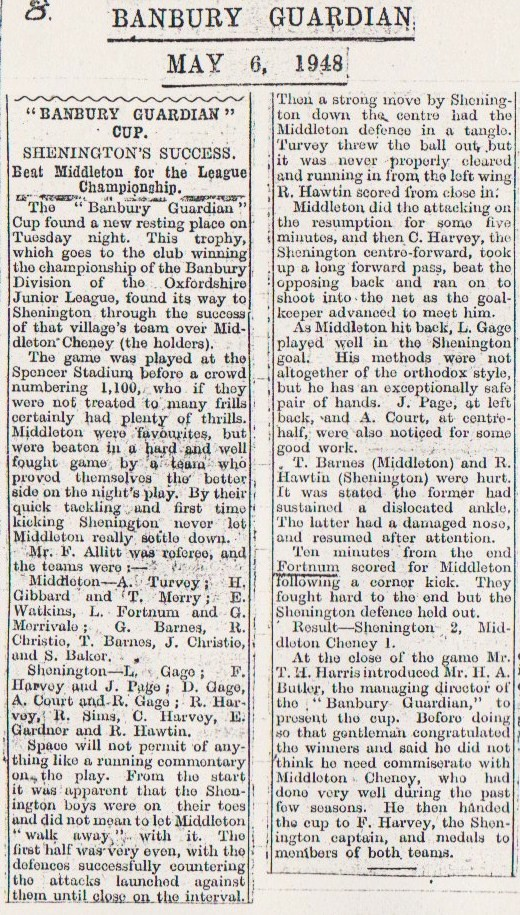 8.
BANBURY GUARDIAN
MAY 6, 1948
"BANBURY GUARDIAN"
CUP.
SHENINGTON'S SUCCESS.
Beat Middleton for the League
Championship.
The "Banbury Guardian"
Cup found a new resting place on
Tuesday night. This trophy,
which goes to the club winning
the championship of the Banbury
Division of the Oxfordshire
Junior League, found its way to
Shenington through the success
of that village's team over Mid-
dleton Cheney (the holders).
The game was played at the
Spencer Stadium before a crowd
numbering 1,100, who if they
were not treated to many frills
certainly had plenty of thrills.
Middleton were favourites, but
were beaten in a hard and well
fought game by a team who
proved themselves the better
side on the night's play. By their
quick tackling and first time
kicking Shenington never let
Middleton really settle down.
Mr. F. Allitt was referee, and
the teams were :—
Middleton—A. Turvey; H.
Gibbard and T. Merry; E.
Watkins, L. Fortnum and G.
Merrivale; G. Barnes, R.
Christie, T. Barnes, J. Christie,
and S. Baker.
Shenington—L. Gage; F.
Harvey and J. Page; D. Gage,
A. Court and R. Gage; R. Har-
vey, R. Sims, C. Harvey, E.
Gardner and R. Hawtin.
Space will not permit of any-
thing like a running commentary
on the play. From the start
it was apparent that the Shen-
ington boys were on their toes
and did not mean to let Middleton
"walk away" with it. The
first half was very even, with the
defences successfully countering
the attacks launched against
them until close on the interval.
Then a strong move by Shening-
ton down the centre had the
Middleton defence in a tangle.
Turvey threw the ball out, but
it was never properly cleared
and running in from the left wing
R. Hawtin scored from close in.
Middleton did the attacking on
the resumption for some five
minutes, and then C. Harvey, the
Shenington centre-forward, took
up a long forward pass, beat the
opposing back and ran on to
shoot into the net as the goal-
keeper advanced to meet him.
As Middleton hit back, L. Gage
played well in the Shenington
goal. His methods were not
altogether of the orthodox style,
but he has an exceptionally safe
pair of hands. J. Page, at left
back, and A. Court, at centre-
half, were also noticed for some
good work.
T. Barnes (Middleton) and R.
Hawtin (Shenington) were hurt.
It was stated the former had
sustained a dislocated ankle.
The latter had a damaged nose,
and resumed after attention.
Ten minutes from the end
Fortnum scored for Middleton
following a corner kick. They
fought hard to the end but the
Shenington defence held out.
Result—Shenington 2, Mid-
dleton Cheney 1.
At the close of the game Mr.
T. H. Harris introduced Mr. H. A.
Butler, the managing director of
the "Banbury Guardian," to
present the cup. Before doing
so that gentleman congratulated
the winners and said he did not
think he need commiserate with
Middleton Cheney, who had
done very well during the past
few seasons. He then handed
the cup to F. Harvey, the Shen-
ington captain, and medals to
members of both teams.